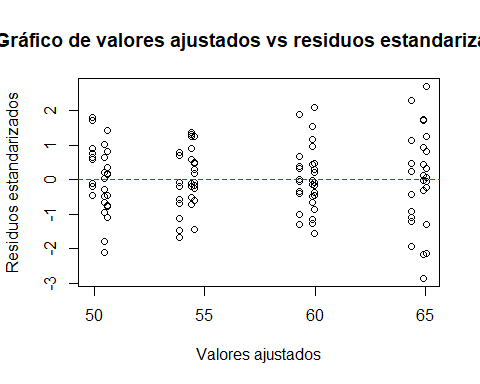 Gráfico de valores ajustados vs residuos estandariza
Residuos estandarizados
2
1
0
-1
-2
-3
50 55 60 65
Valores ajustados